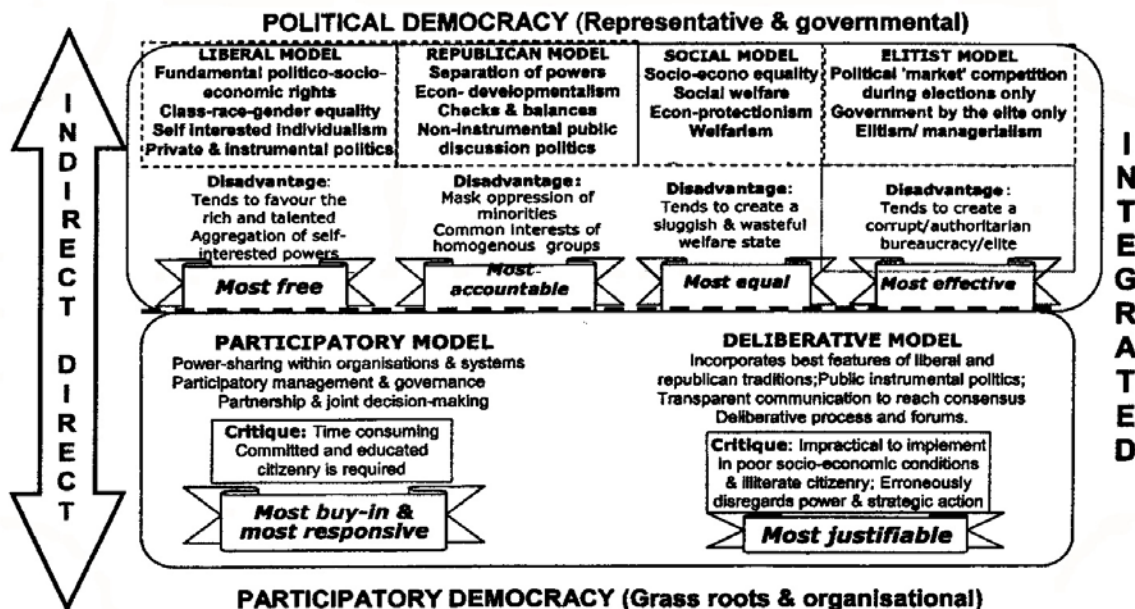 POLITICAL DEMOCRACY (Representative & governmental)
INDIRECT DIRECT
LIBERAL MODEL
Fundamental politico-socio-
economic rights
Class-race-gender equality
Self interested individualism
Private & instrumental politics
Disadvantage:
Tends to favour the
rich and talented
Aggregation of self-
interested powers
Most free
REPUBLICAN MODEL
Separation of powers
Econ- developmentalism
Checks & balances
Non-instrumental public
discussion politics
Disadvantage:
Mask oppression of
minorities
Common interests of
homogenous groups
Most
accountable
SOCIAL MODEL
Socio-econo equality
Social welfare
Econ-protectionism
Welfarism
Disadvantage:
Tends to create a
sluggish & wasteful
welfare state
Most equal
ELITIST MODEL
Political 'market' competition
during elections only
Government by the elite only
Elitism/ managerialism
Disadvantage:
Tends to create a
corrupt/authoritarian
bureaucracy/elite
Most effective
INTEGRATED
PARTICIPATORY MODEL
Power-sharing within organisations & systems
Participatory management & governance
Partnership & joint decision-making
Critique: Time consuming
Committed and educated
citizenry is required
Most buy-in &
most responsive
DELIBERATIVE MODEL
Incorporates best features of liberal and
republican traditions;Public instrumental politics;
Transparent communication to reach consensus
Deliberative process and forums.
Critique: Impractical to implement
in poor socio-economic conditions
& illiterate citizenry; Erroneously
disregards power & strategic action
Most justifiable
PARTICIPATORY DEMOCRACY (Grass roots & organisational)